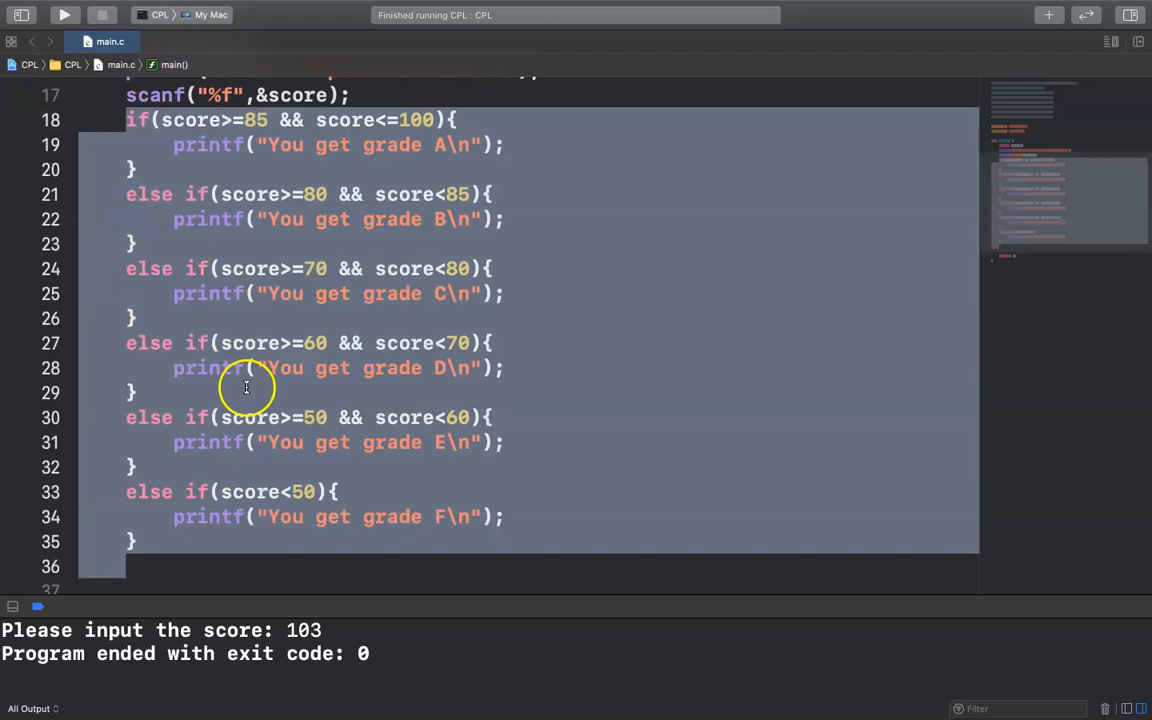 CPL 〉 My Mac
Finished running CPL : CPL
main.c
CPL 〉 CPL 〉 main.c 〉 main()
17 scanf("%f",&score);
18 if(score>=85 && score<=100){
19 printf("You get grade A\n");
20 }
21 else if(score>=80 && score<85){
22 printf("You get grade B\n");
23 }
24 else if(score>=70 && score<80){
25 printf("You get grade C\n");
26 }
27 else if(score>=60 && score<70){
28 printf("You get grade D\n");
29 }
30 else if(score>=50 && score<60){
31 printf("You get grade E\n");
32 }
33 else if(score<50){
34 printf("You get grade F\n");
35 }
36
37
Please input the score: 103
Program ended with exit code: 0
All Output
Filter